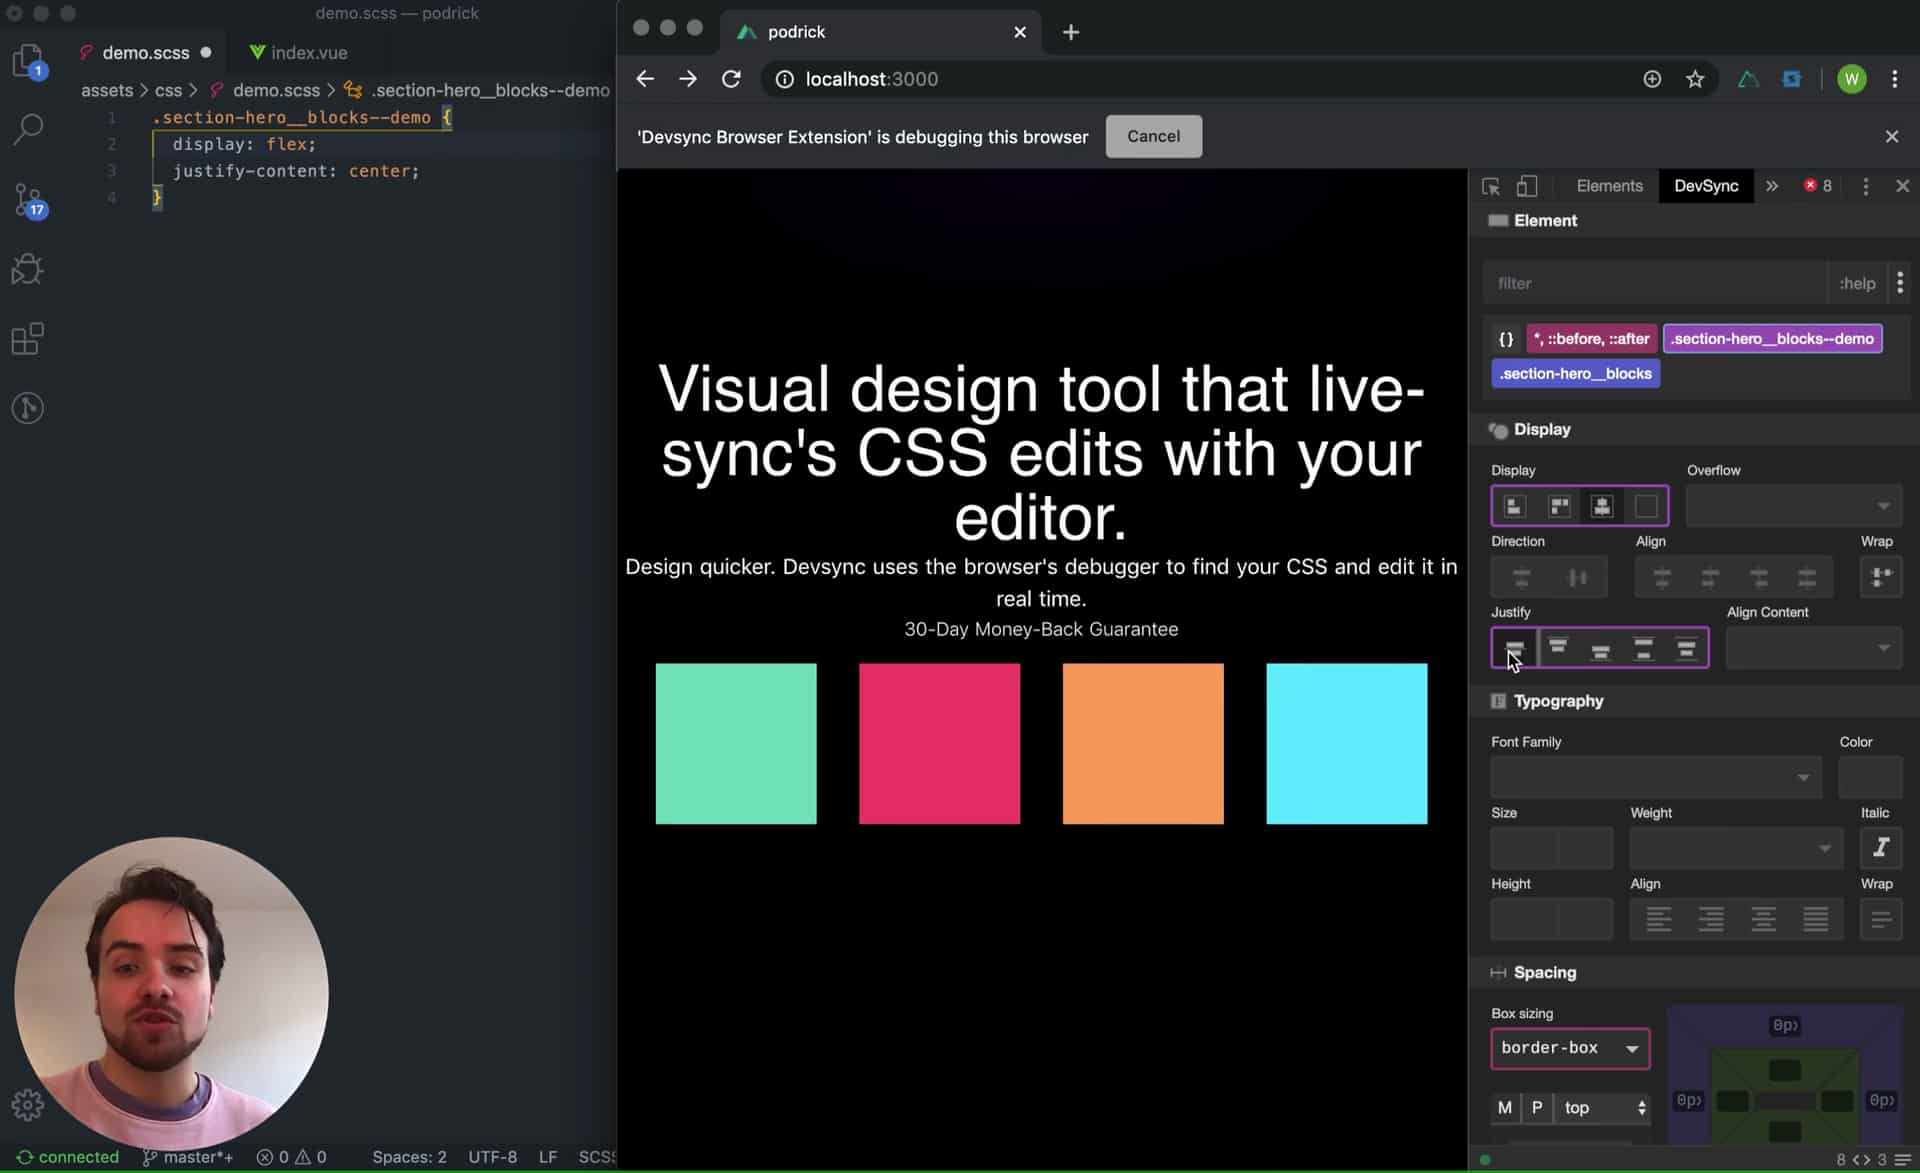 demo.scss — podrick
demo.scss
index.vue
assets > css > demo.scss > .section-hero__blocks--demo
1 .section-hero__blocks--demo {
2 display: flex;
3 justify-content: center;
4 }
1
17
connected
master*+
0 0
Spaces: 2
UTF-8
LF
podrick
localhost:3000
W
'Devsync Browser Extension' is debugging this browser
Cancel
Visual design tool that live-
sync's CSS edits with your
editor.
Design quicker. Devsync uses the browser's debugger to find your CSS and edit it in
real time.
30-Day Money-Back Guarantee
Elements
DevSync
8
Element
filter
:help
{} *, ::before, ::after .section-hero__blocks--demo
.section-hero__blocks
Display
Display Overflow
Direction Align Wrap
Justify Align Content
Typography
Font Family Color
Size Weight Italic
I
Height Align Wrap
Spacing
Box sizing
border-box
M P top
8 <> 3